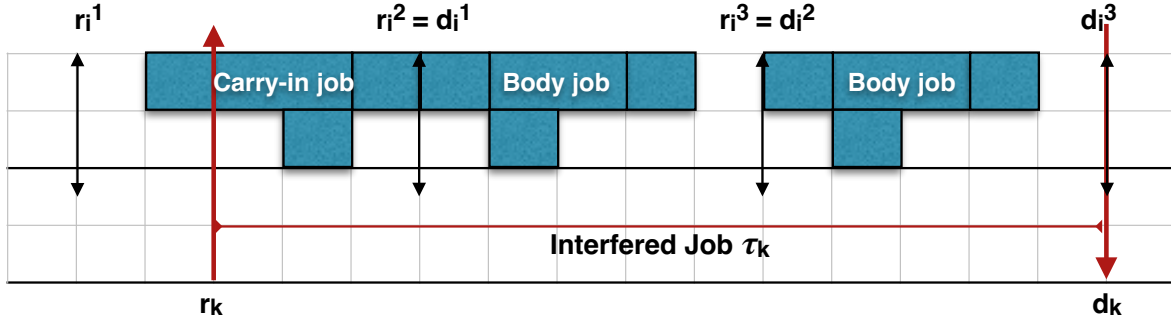 rᵢ¹ rᵢ² = dᵢ¹ rᵢ³ = dᵢ² dᵢ³
Carry-in job Body job Body job
Interfered Job τₖ
rₖ dₖ